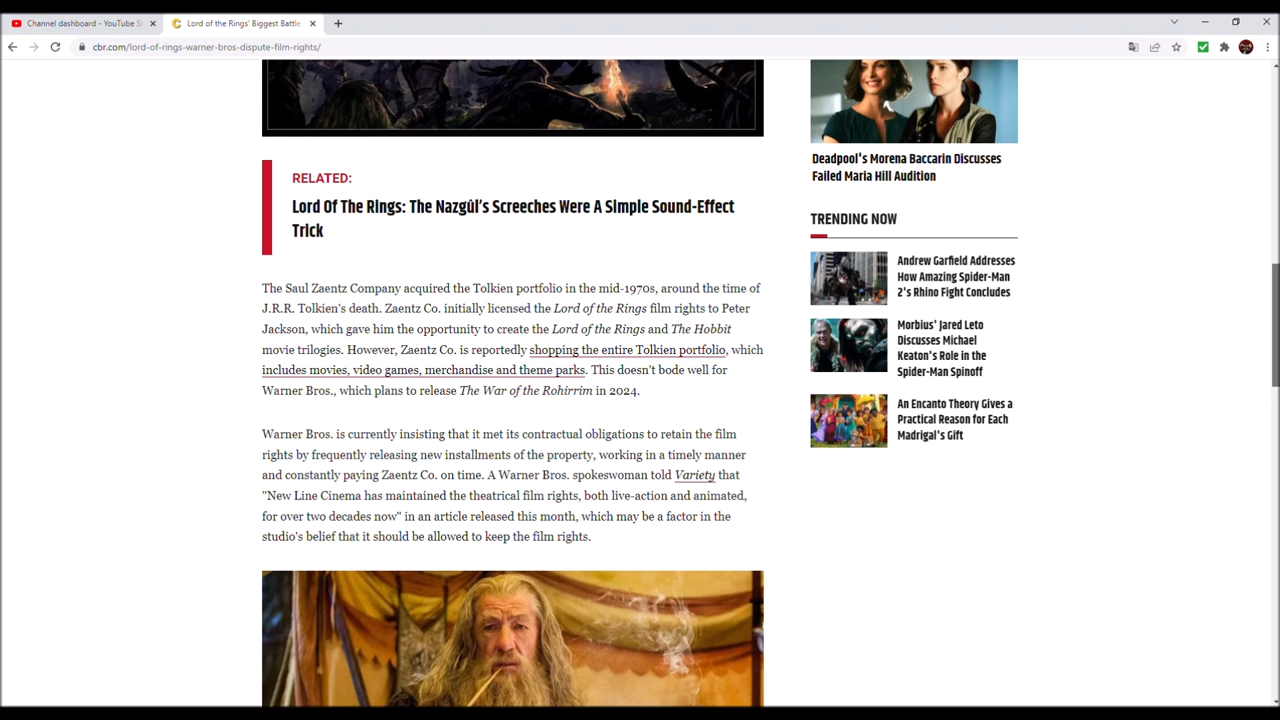 Channel dashboard - YouTube St
Lord of the Rings' Biggest Battle
cbr.com/lord-of-rings-warner-bros-dispute-film-rights/
RELATED:
Lord Of The Rings: The Nazgûl's Screeches Were A Simple Sound-Effect
Trick
The Saul Zaentz Company acquired the Tolkien portfolio in the mid-1970s, around the time of
J.R.R. Tolkien's death. Zaentz Co. initially licensed the Lord of the Rings film rights to Peter
Jackson, which gave him the opportunity to create the Lord of the Rings and The Hobbit
movie trilogies. However, Zaentz Co. is reportedly shopping the entire Tolkien portfolio, which
includes movies, video games, merchandise and theme parks. This doesn't bode well for
Warner Bros., which plans to release The War of the Rohirrim in 2024.
Warner Bros. is currently insisting that it met its contractual obligations to retain the film
rights by frequently releasing new installments of the property, working in a timely manner
and constantly paying Zaentz Co. on time. A Warner Bros. spokeswoman told Variety that
"New Line Cinema has maintained the theatrical film rights, both live-action and animated,
for over two decades now" in an article released this month, which may be a factor in the
studio's belief that it should be allowed to keep the film rights.
Deadpool's Morena Baccarin Discusses
Failed Maria Hill Audition
TRENDING NOW
Andrew Garfield Addresses
How Amazing Spider-Man
2's Rhino Fight Concludes
Morbius' Jared Leto
Discusses Michael
Keaton's Role in the
Spider-Man Spinoff
An Encanto Theory Gives a
Practical Reason for Each
Madrigal's Gift